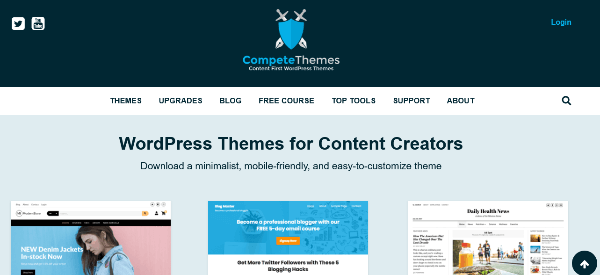 Login
CompeteThemes
Content First WordPress Themes
THEMES UPGRADES BLOG FREE COURSE TOP TOOLS SUPPORT ABOUT
WordPress Themes for Content Creators
Download a minimalist, mobile-friendly, and easy-to-customize theme
NEW Denim Jackets
In-stock Now
Become a professional blogger with our
FREE 5-day email course
Get More Twitter Followers with These 5
Blogging Hacks
Daily Health News